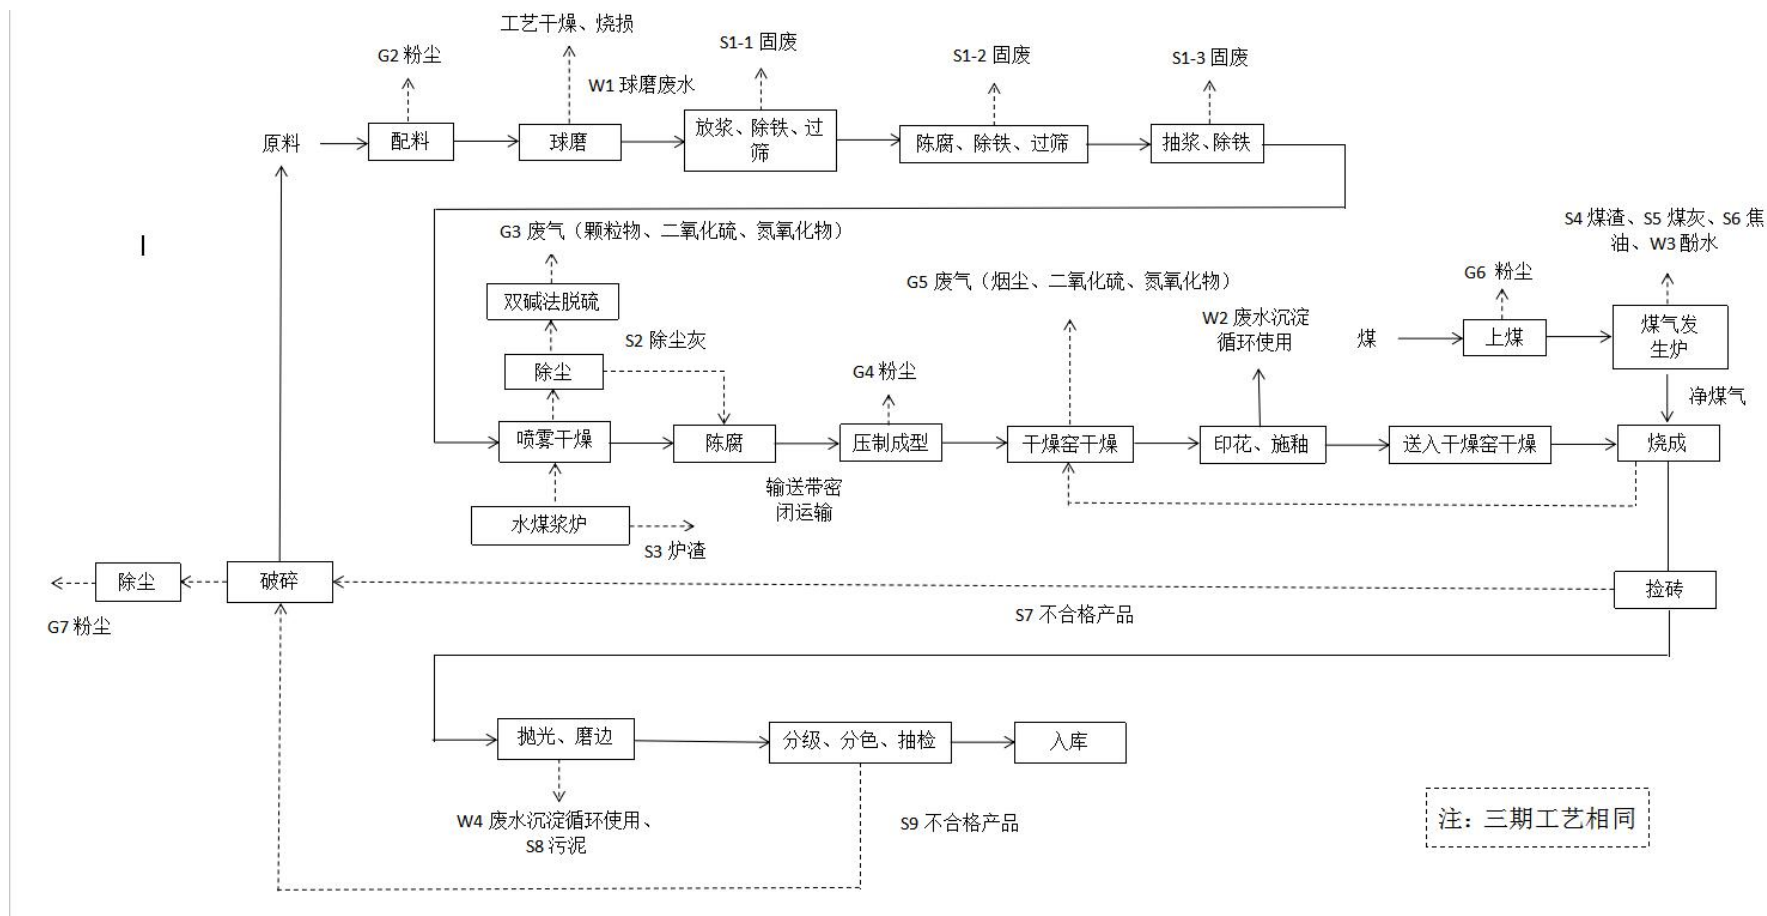 工艺干燥、烧损
G2 粉尘
S1-1 固废
S1-2 固废
S1-3 固废
W1 球磨废水
原料
配料
球磨
放浆、除铁、过
筛
陈腐、除铁、过筛
抽浆、除铁
G3 废气（颗粒物、二氧化硫、氮氧化物）
S4 煤渣、S5 煤灰、S6 焦
油、W3 酚水
G5 废气（烟尘、二氧化硫、氮氧化物）
G6 粉尘
双碱法脱硫
W2 废水沉淀
循环使用
煤
上煤
煤气发
生炉
S2 除尘灰
除尘
G4 粉尘
净煤气
喷雾干燥
陈腐
压制成型
干燥窑干燥
印花、施釉
送入干燥窑干燥
烧成
输送带密
闭运输
水煤浆炉
S3 炉渣
除尘
破碎
捡砖
G7 粉尘
S7 不合格产品
抛光、磨边
分级、分色、抽检
入库
W4 废水沉淀循环使用、
S8 污泥
S9 不合格产品
注：三期工艺相同